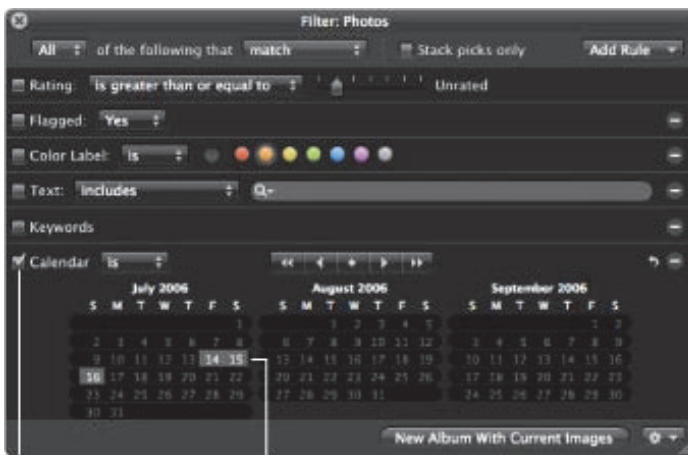 Filter: Photos
All of the following that match Stack picks only Add Rule
Rating: is greater than or equal to Unrated
Flagged: Yes
Color Label: is
Text: includes
Keywords
Calendar is
July 2006 August 2006 September 2006
S M T W T F S S M T W T F S S M T W T F S
1 1 2 3 4 5 1 2
2 3 4 5 6 7 8 6 7 8 9 10 11 12 3 4 5 6 7 8 9
9 10 11 12 13 14 15 13 14 15 16 17 18 19 10 11 12 13 14 15 16
16 17 18 19 20 21 22 20 21 22 23 24 25 26 17 18 19 20 21 22 23
23 24 25 26 27 28 29 27 28 29 30 31 24 25 26 27 28 29 30
30 31
New Album With Current Images